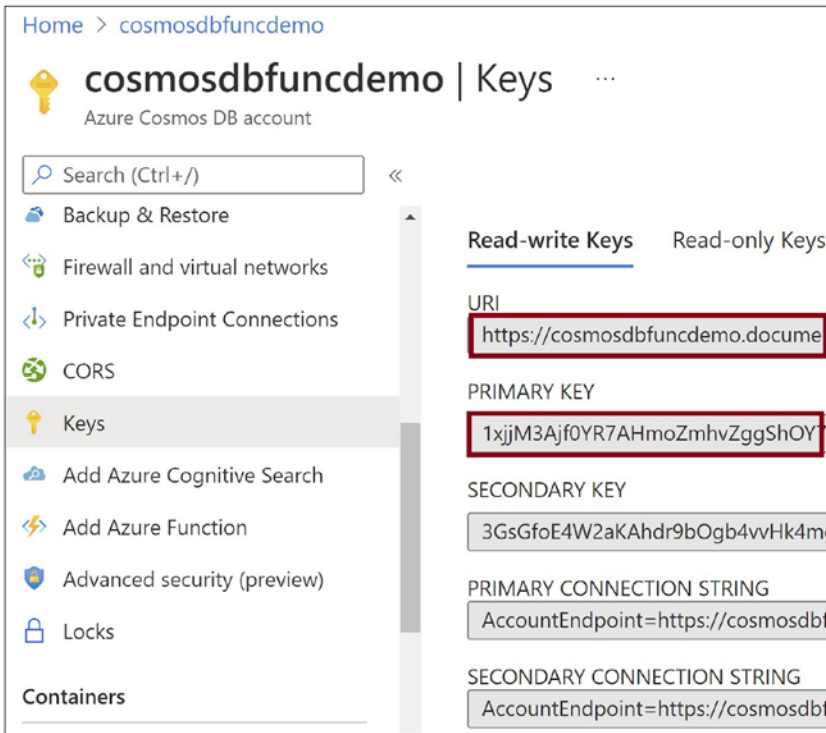 Home > cosmosdbfuncdemo
cosmosdbfuncdemo | Keys ...
Azure Cosmos DB account
Search (Ctrl+/)
«
Backup & Restore
Firewall and virtual networks
Private Endpoint Connections
CORS
Keys
Add Azure Cognitive Search
Add Azure Function
Advanced security (preview)
Locks
Containers
Read-write Keys
Read-only Keys
URI
https://cosmosdbfuncdemo.docume
PRIMARY KEY
1xjjM3Ajf0YR7AHmoZmhvZggShOY
SECONDARY KEY
3GsGfoE4W2aKAhdr9bOgb4vvHk4m
PRIMARY CONNECTION STRING
AccountEndpoint=https://cosmosdbf
SECONDARY CONNECTION STRING
AccountEndpoint=https://cosmosdbf